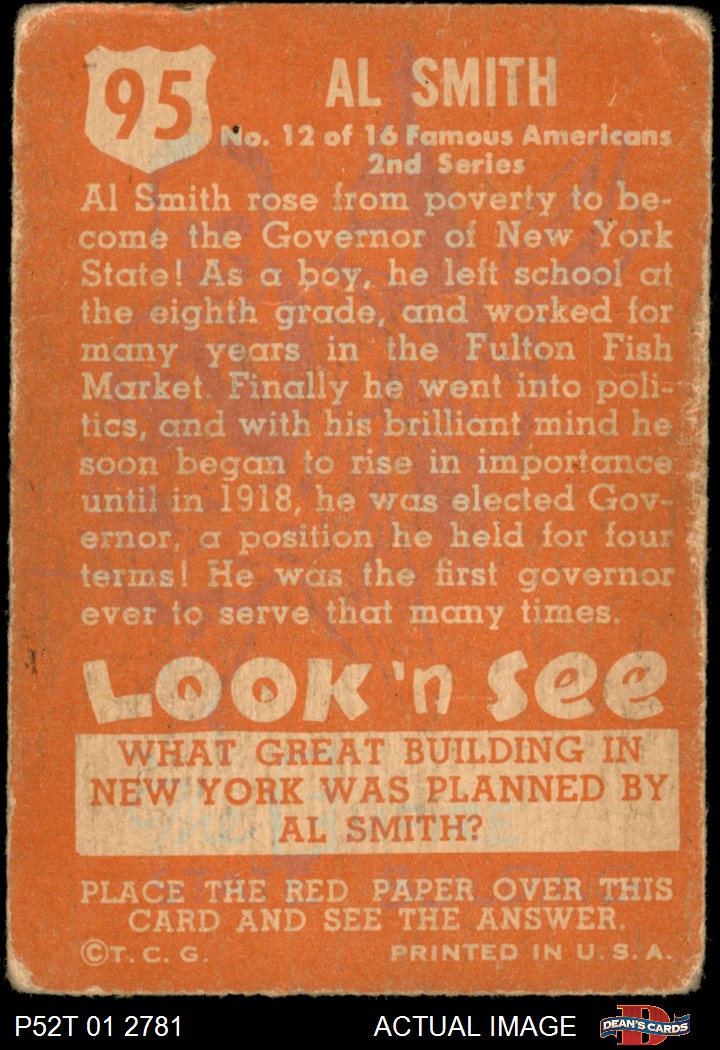 95
AL SMITH
No. 12 of 16 Famous Americans
2nd Series
Al Smith rose from poverty to be-
come the Governor of New York
State! As a boy, he left school at
the eighth grade, and worked for
many years in the Fulton Fish
Market. Finally he went into poli-
tics, and with his brilliant mind he
soon began to rise in importance
until in 1918, he was elected Gov-
ernor, a position he held for four
terms! He was the first governor
ever to serve that many times.
LOOK 'n SEE
WHAT GREAT BUILDING IN
NEW YORK WAS PLANNED BY
AL SMITH?
PLACE THE RED PAPER OVER THIS
CARD AND SEE THE ANSWER.
©T. C. G. PRINTED IN U. S. A.
P52T 01 2781 ACTUAL IMAGE D DEAN'S CARDS